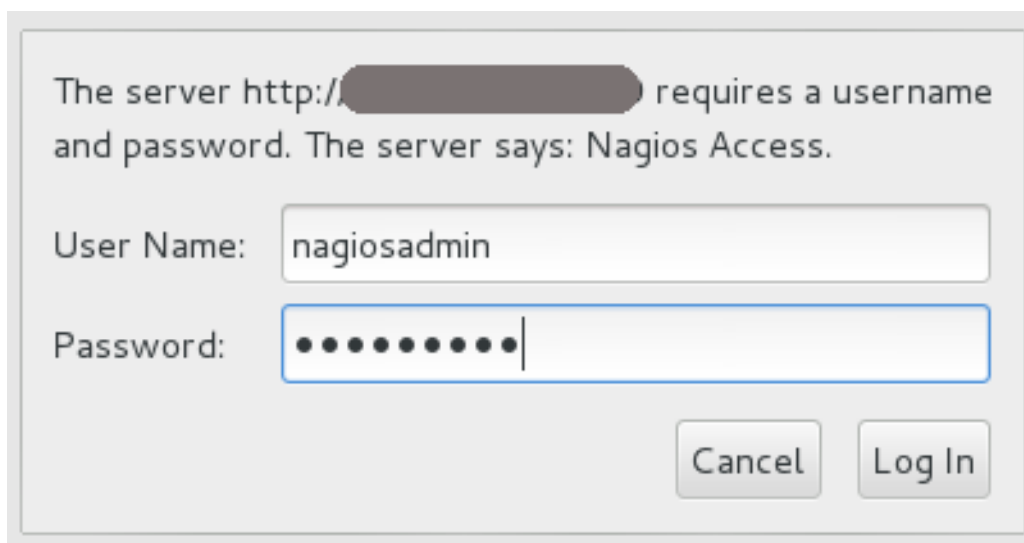 The server http:/ requires a username
and password. The server says: Nagios Access.
User Name: nagiosadmin
Password: •••••••••
Cancel Log In